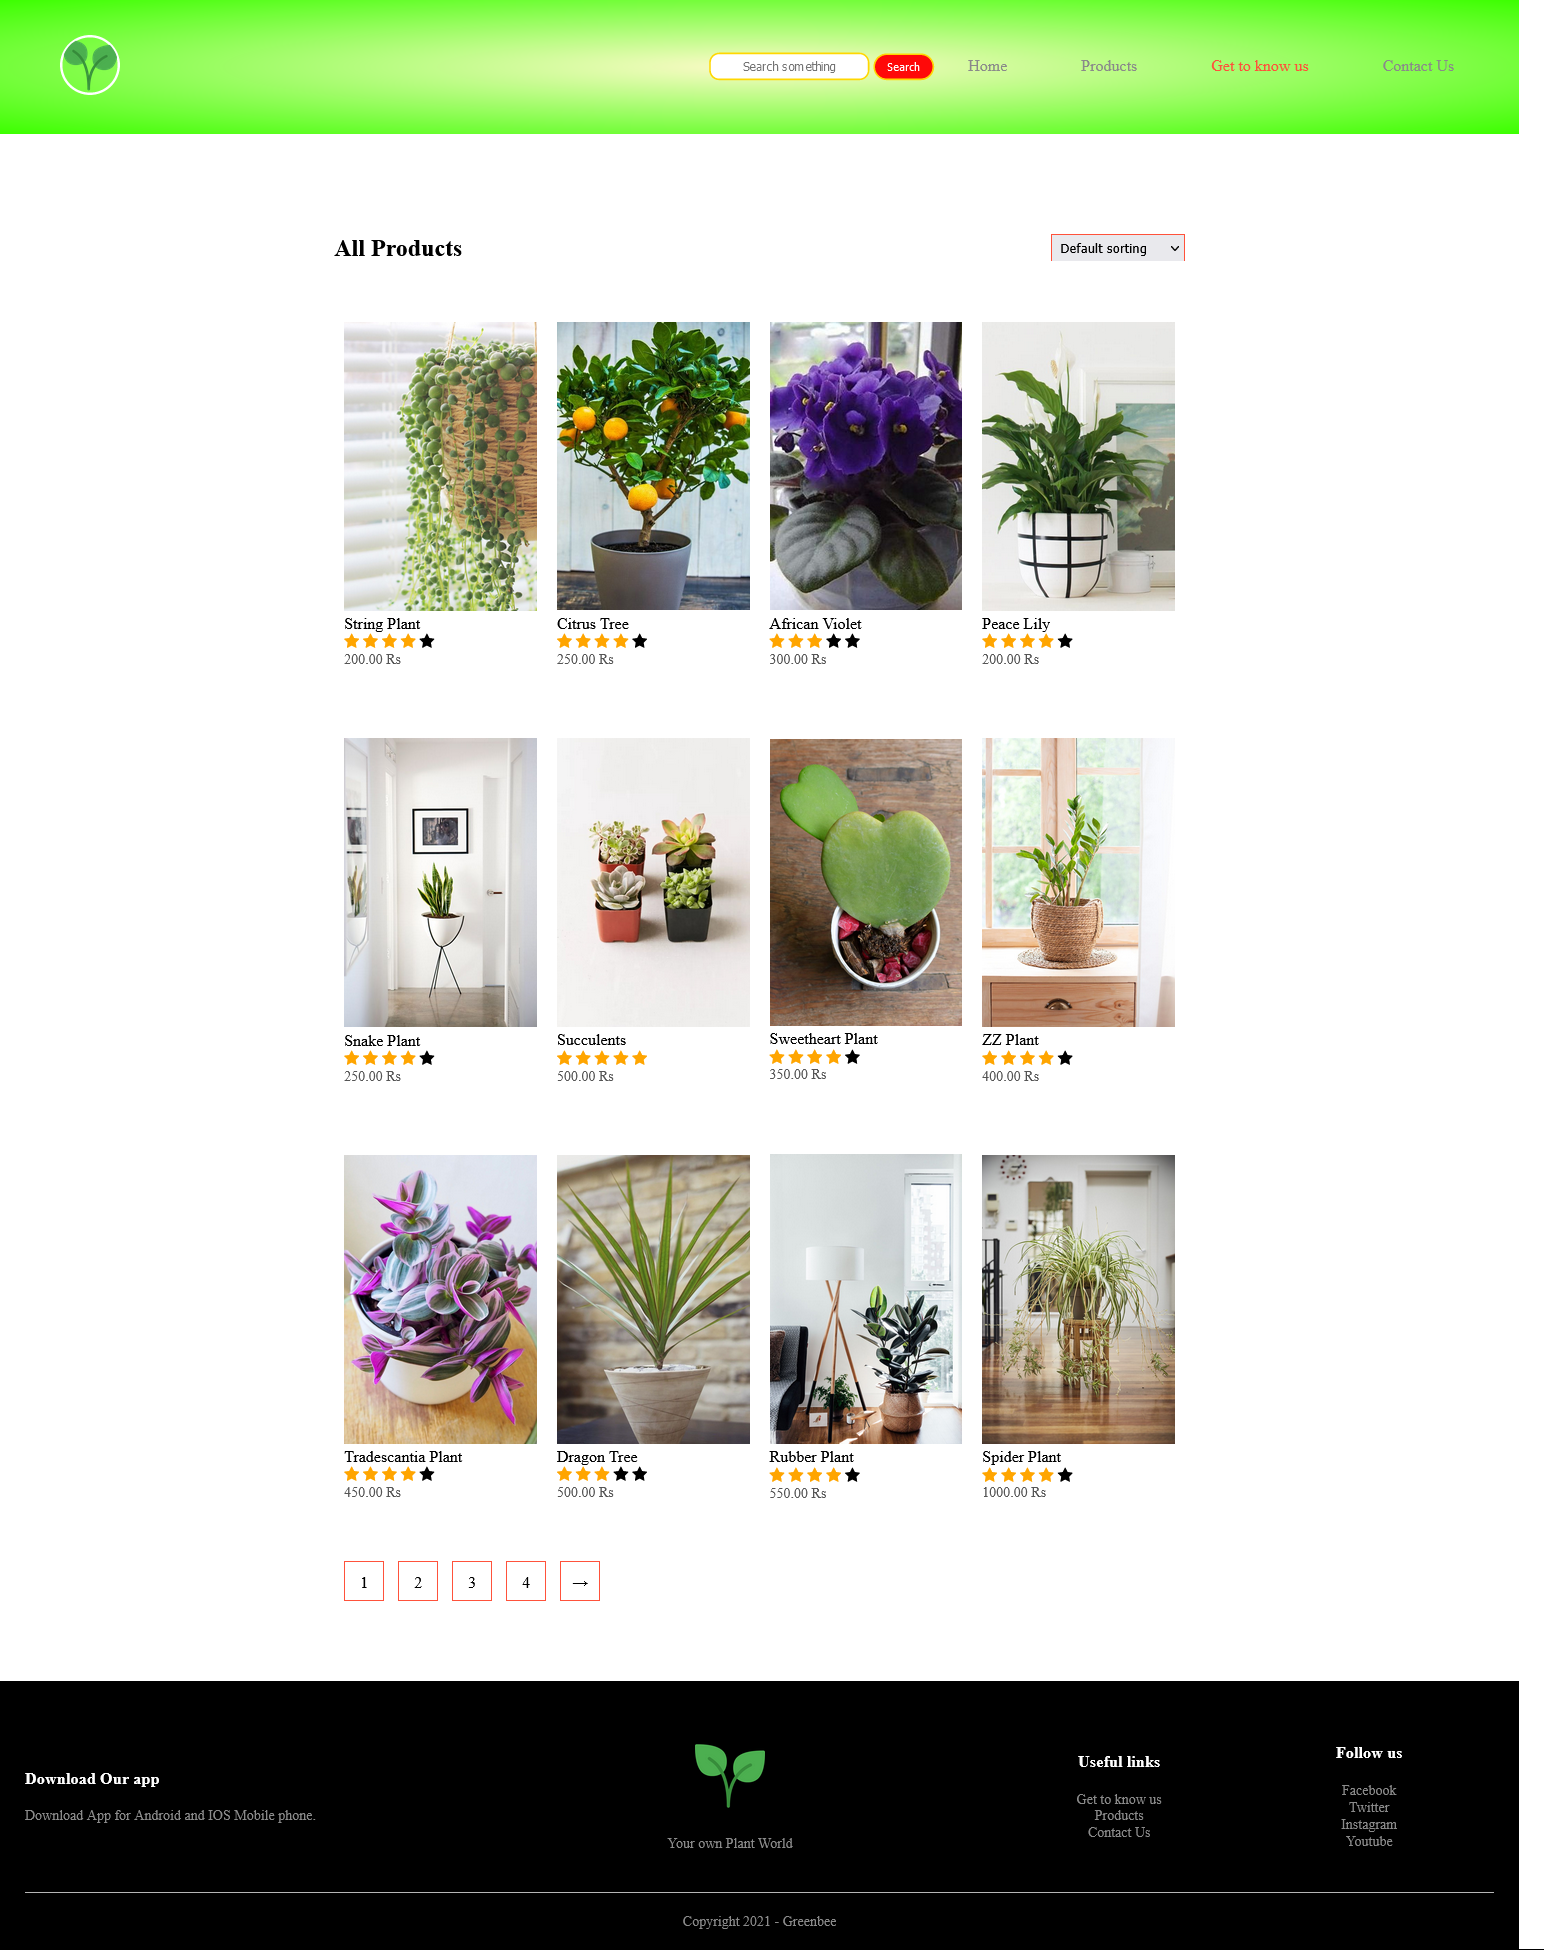 Search something
Search
Home
Products
Get to know us
Contact Us
All Products
Default sorting
String Plant
200.00 Rs
Citrus Tree
250.00 Rs
African Violet
300.00 Rs
Peace Lily
200.00 Rs
Snake Plant
250.00 Rs
Succulents
500.00 Rs
Sweetheart Plant
350.00 Rs
ZZ Plant
400.00 Rs
Tradescantia Plant
450.00 Rs
Dragon Tree
500.00 Rs
Rubber Plant
550.00 Rs
Spider Plant
1000.00 Rs
1 2 3 4 →
Download Our app
Download App for Android and IOS Mobile phone.
Your own Plant World
Useful links
Get to know us
Products
Contact Us
Follow us
Facebook
Twitter
Instagram
Youtube
Copyright 2021 - Greenbee